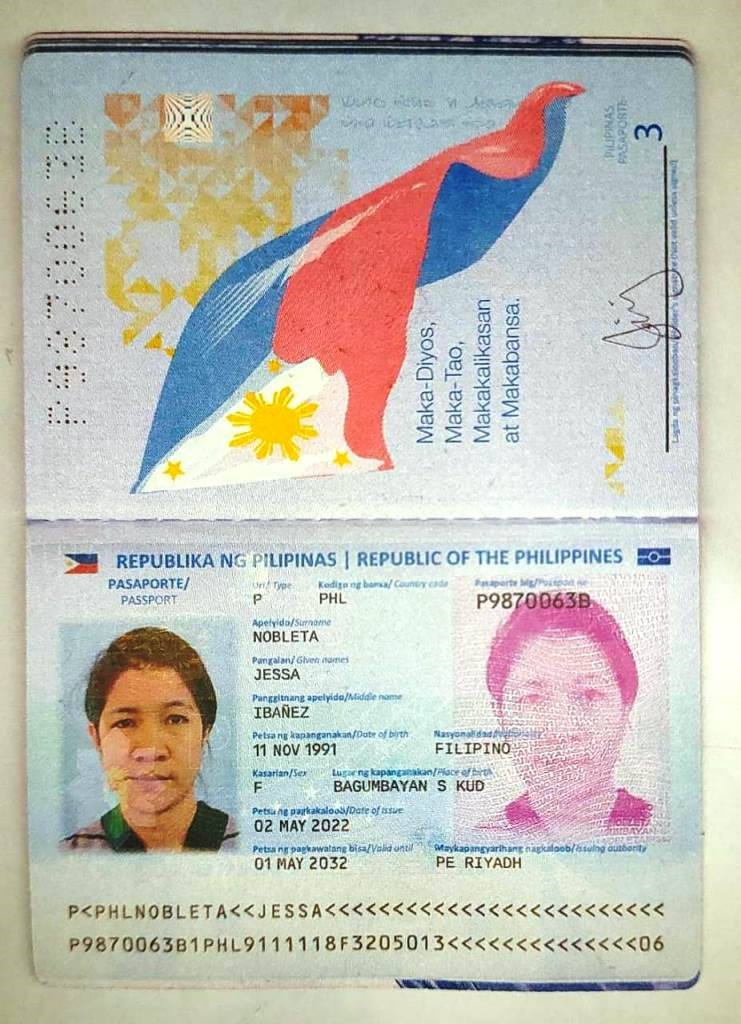 P9870063B
PILIPINAS
PASAPORTE
3
Maka-Diyos,
Maka-Tao,
Makakalikasan
at Makabansa.
REPUBLIKA NG PILIPINAS | REPUBLIC OF THE PHILIPPINES
PASAPORTE/
PASSPORT
Uri/ Type Kodigo ng bansa/ Country code Pasaporte blg/Passport no.
P PHL P9870063B
Apelyido/Surname
NOBLETA
Pangalan/ Given names
JESSA
Panggitnang apelyido/Middle name
IBAÑEZ
Petsa ng kapanganakan/Date of birth Nasyonalidad/Nationality
11 NOV 1991 FILIPINO
Kasarian/Sex Lugar ng kapanganakan/Place of birth
F BAGUMBAYAN S KUD
Petsa ng pagkakaloob/Date of issue
02 MAY 2022
Petsa ng pagkawalang bisa/Valid until Maykapangyarihang nagkaloob/Issuing authority
01 MAY 2032 PE RIYADH
P<PHLNOBLETA<<JESSA<<<<<<<<<<<<<<<<<<<<<<<<<
P9870063B1PHL9111118F3205013<<<<<<<<<<<<<<06